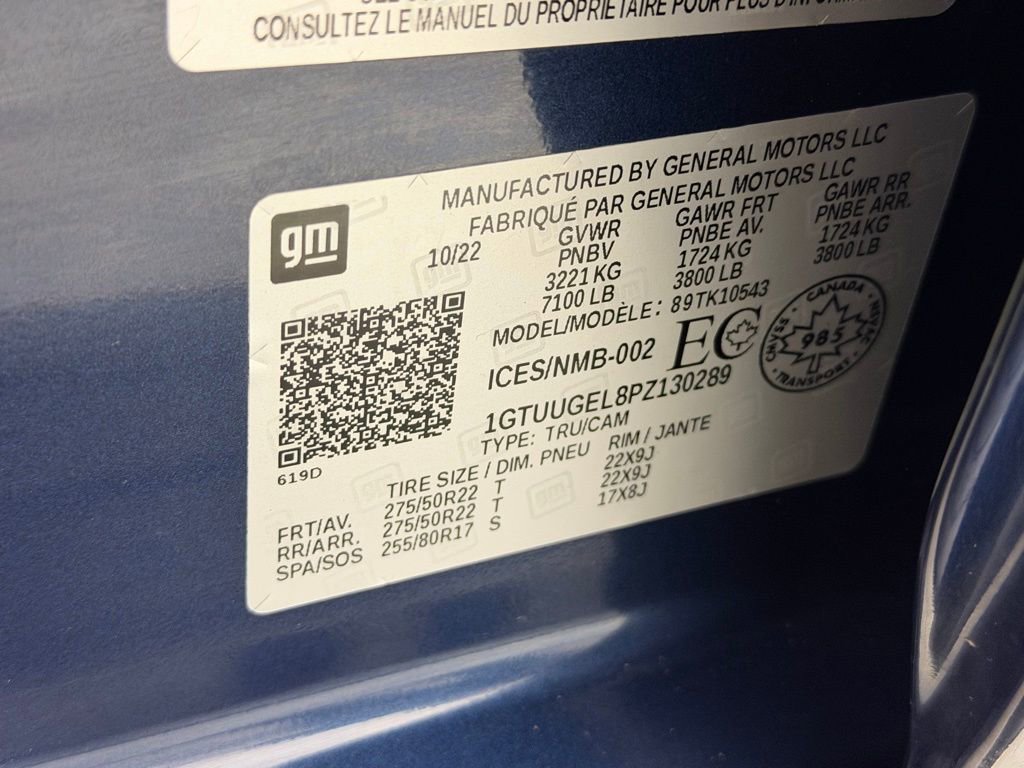 CONSULTEZ LE MANUEL DU PROPRIÉTAIRE POUR PLUS
gm
MANUFACTURED BY GENERAL MOTORS LLC
FABRIQUÉ PAR GENERAL MOTORS LLC
10/22 GVWR GAWR FRT GAWR RR
PNBV PNBE AV. PNBE ARR.
3221 KG 1724 KG 1724 KG
7100 LB 3800 LB 3800 LB
MODEL/MODÈLE: 89TK10543
ICES/NMB-002 EC
CANADA
MVSA
985
CMVSS
NSVAC
TRANSPORT
1GTUUGEL8PZ130289
TYPE: TRU/CAM
619D
TIRE SIZE / DIM. PNEU RIM / JANTE
FRT/AV. 275/50R22 T 22X9J
RR/ARR. 275/50R22 T 22X9J
SPA/SOS 255/80R17 S 17X8J